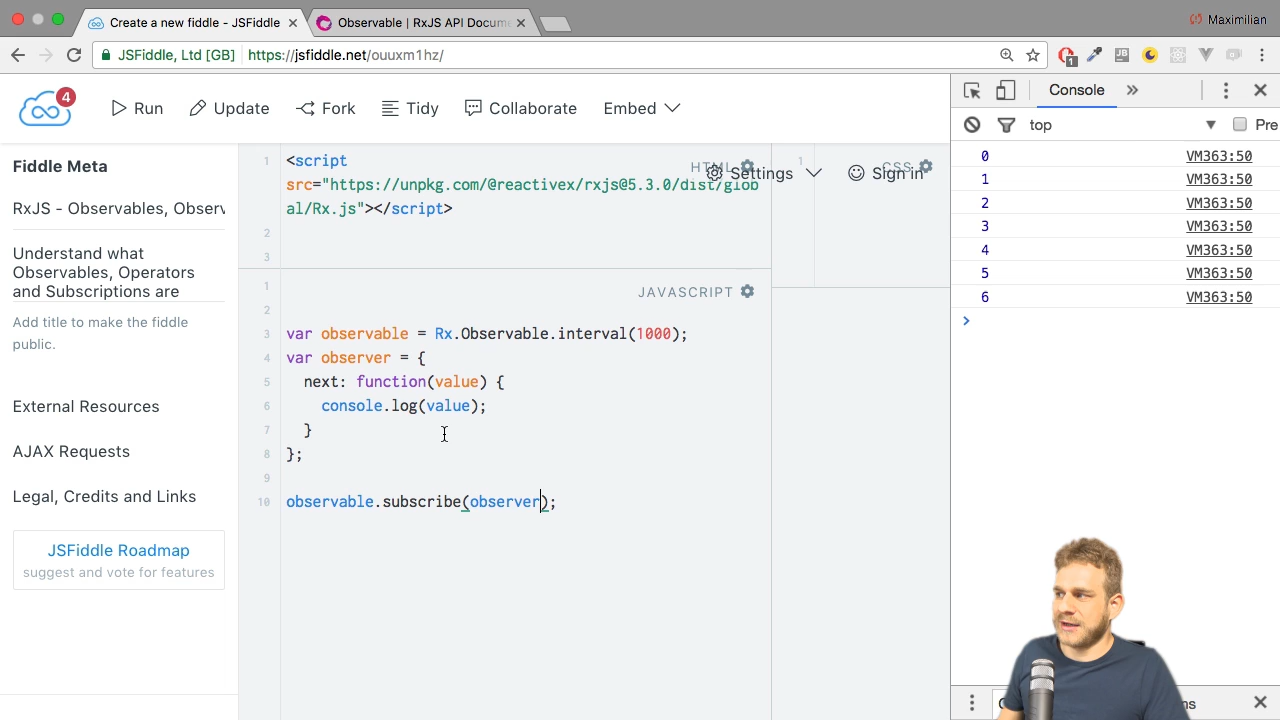 Create a new fiddle - JSFiddle
Observable | RxJS API Docume
Maximilian
JSFiddle, Ltd [GB]
https://jsfiddle.net/ouuxm1hz/
1
JB
4
Run
Update
Fork
Tidy
Collaborate
Embed
Settings
Sign in
Fiddle Meta
RxJS - Observables, Observ
Understand what
Observables, Operators
and Subscriptions are
Add title to make the fiddle
public.
External Resources
AJAX Requests
Legal, Credits and Links
JSFiddle Roadmap
suggest and vote for features
HTML
1 <script
src="https://unpkg.com/@reactivex/rxjs@5.3.0/dist/glob
al/Rx.js"></script>
2
3
CSS
1
JAVASCRIPT
1
2
3 var observable = Rx.Observable.interval(1000);
4 var observer = {
5 next: function(value) {
6 console.log(value);
7 }
8 };
9
10 observable.subscribe(observer);
Console
top
Pre
0 VM363:50
1 VM363:50
2 VM363:50
3 VM363:50
4 VM363:50
5 VM363:50
6 VM363:50